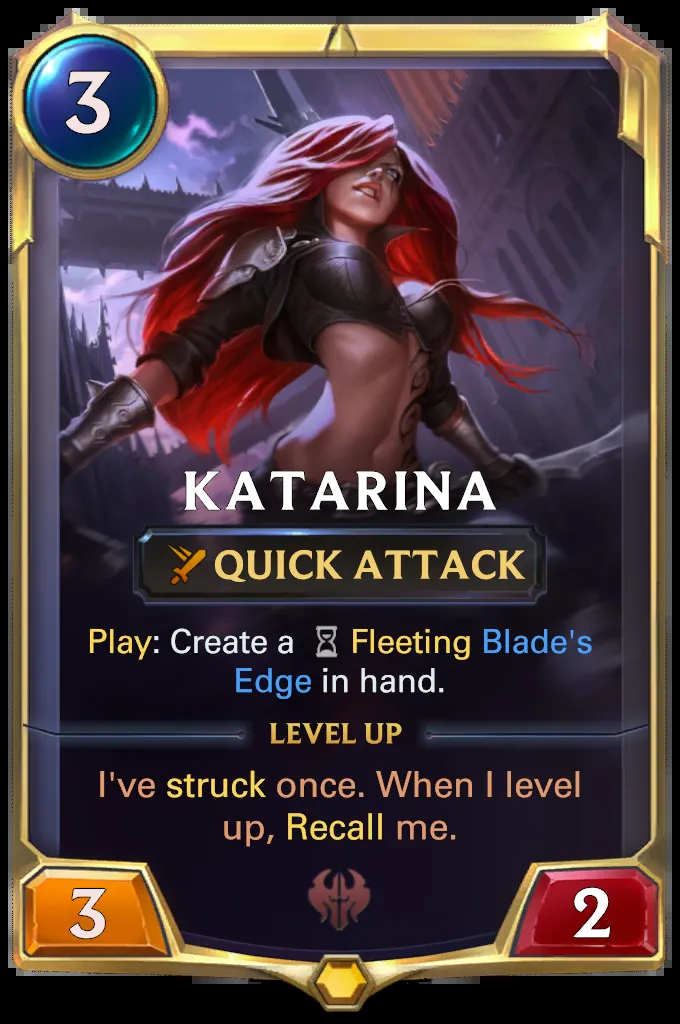 3
KATARINA
QUICK ATTACK
Play: Create a Fleeting Blade's
Edge in hand.
LEVEL UP
I've struck once. When I level
up, Recall me.
3
2